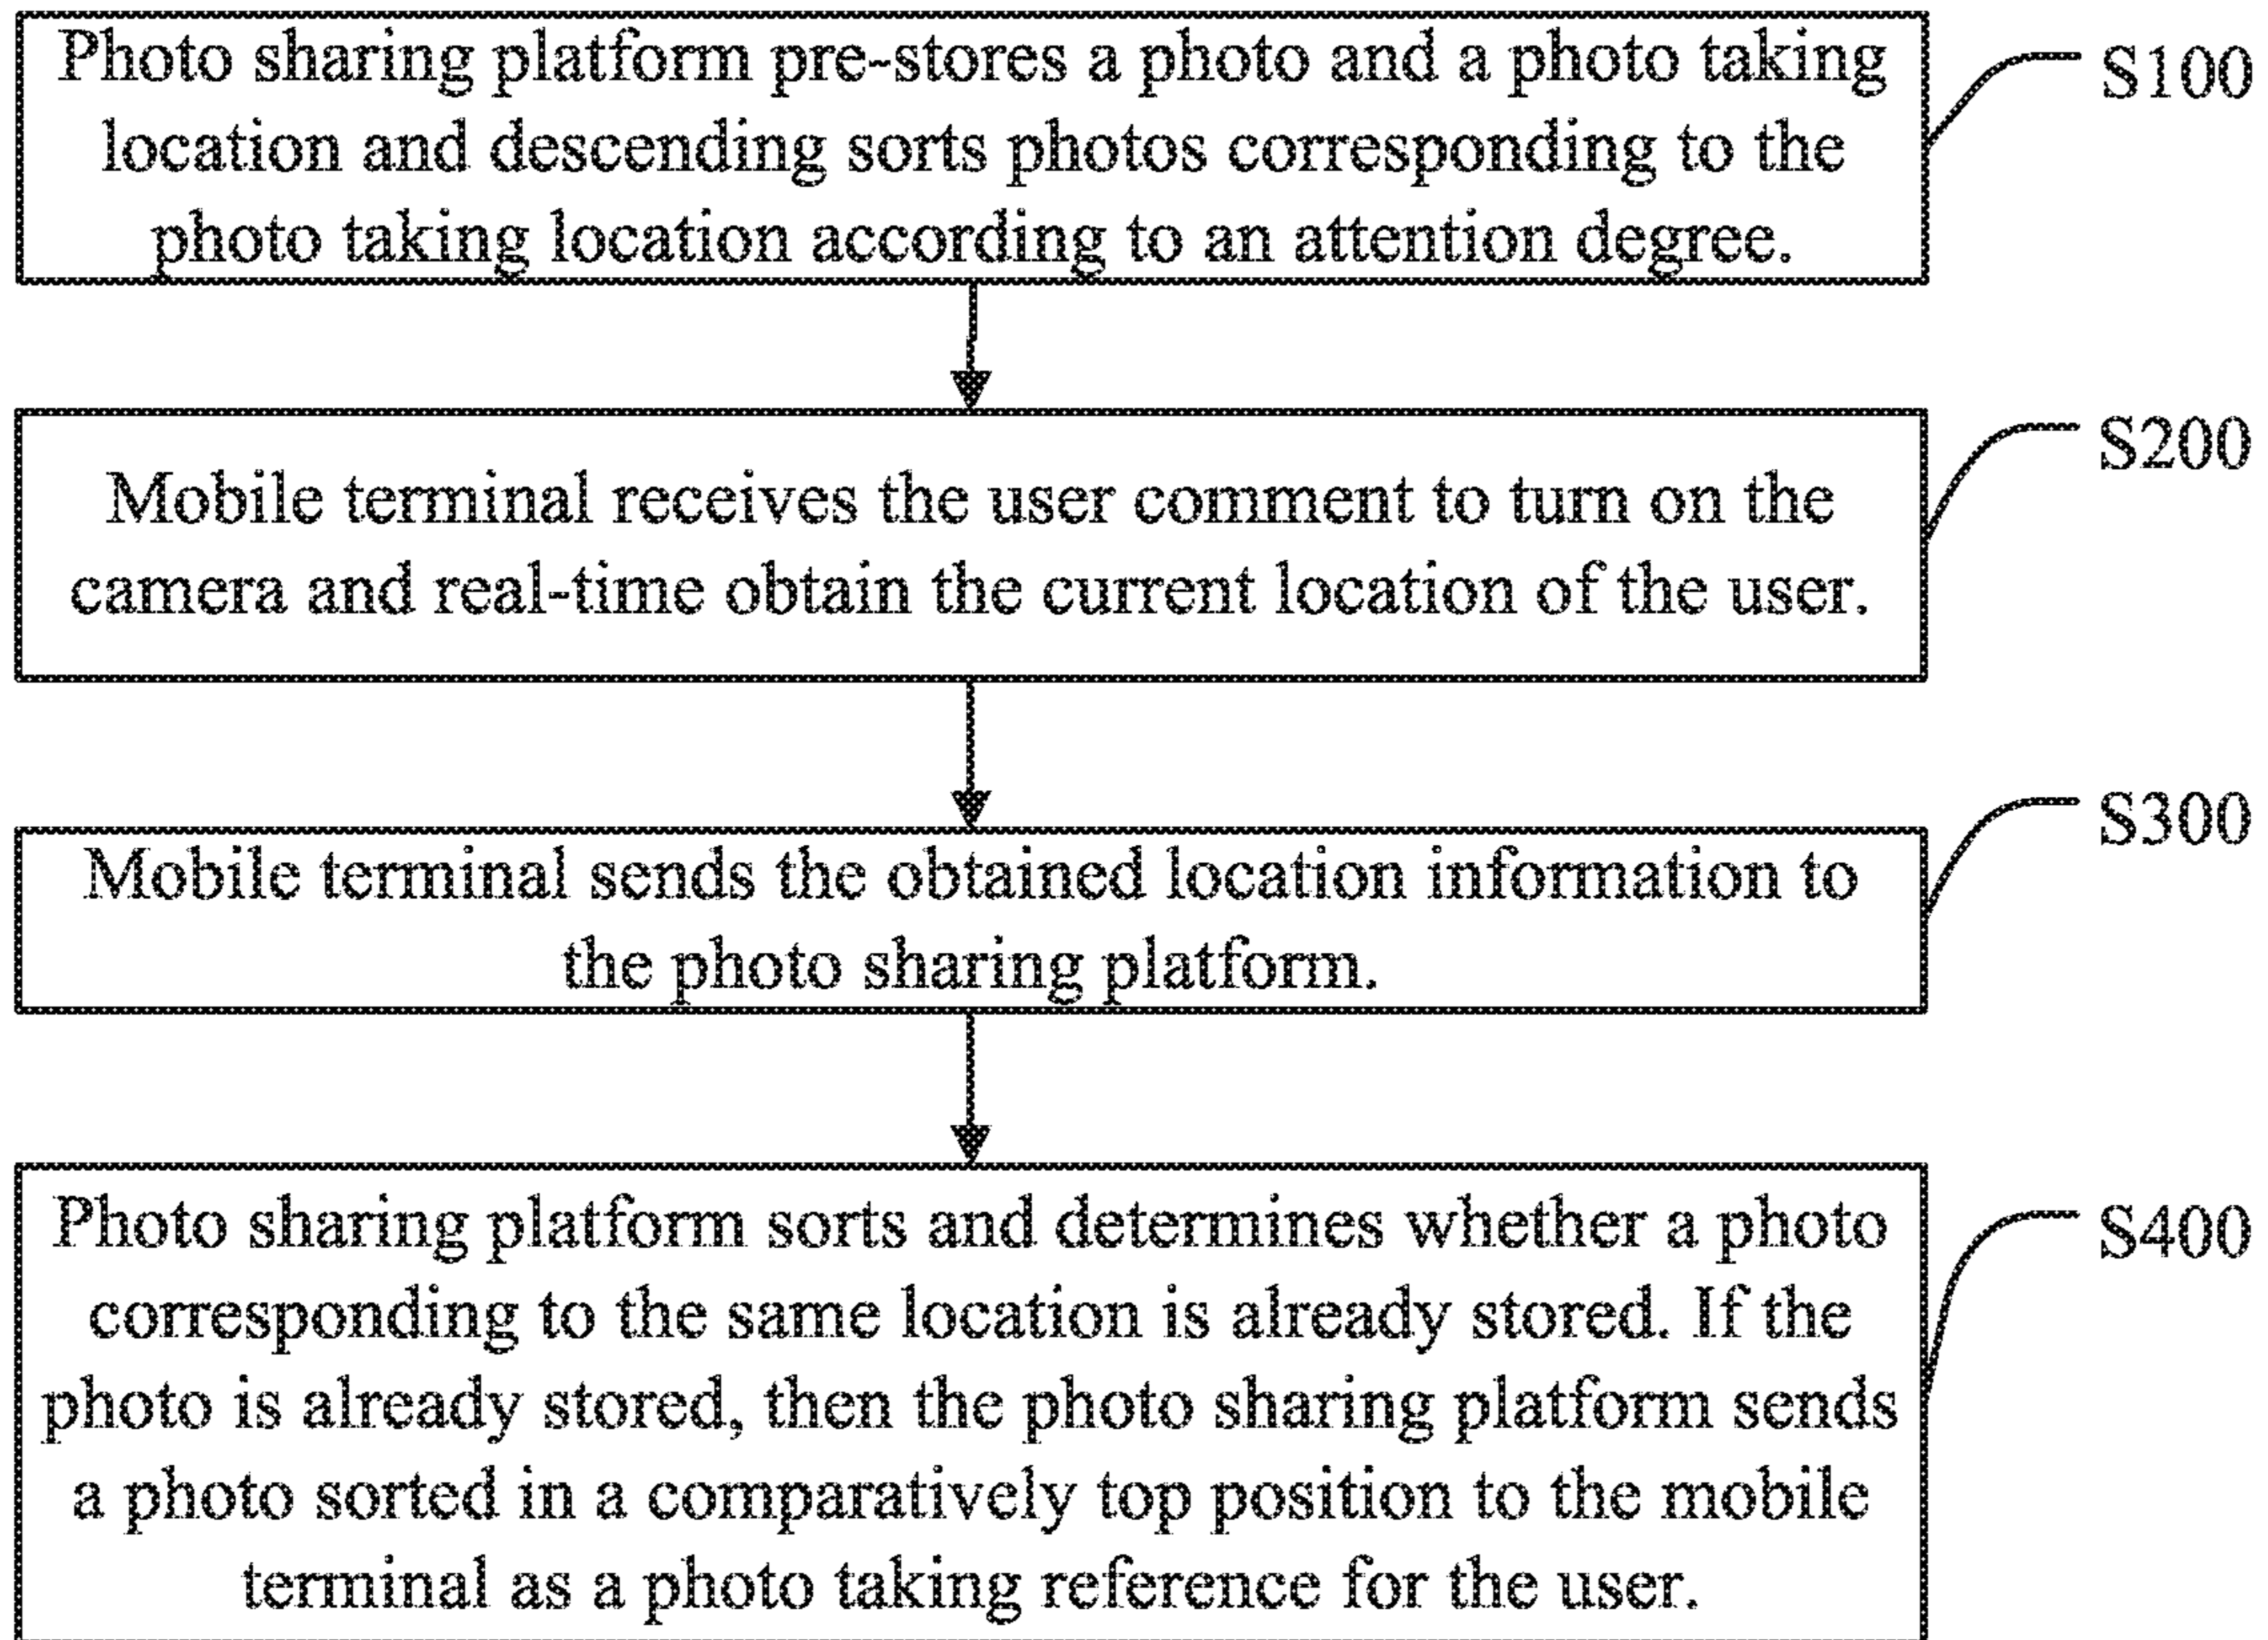 Photo sharing platform pre-stores a photo and a photo taking
location and descending sorts photos corresponding to the
photo taking location according to an attention degree.
S100
Mobile terminal receives the user comment to turn on the
camera and real-time obtain the current location of the user.
S200
Mobile terminal sends the obtained location information to
the photo sharing platform.
S300
Photo sharing platform sorts and determines whether a photo
corresponding to the same location is already stored. If the
photo is already stored, then the photo sharing platform sends
a photo sorted in a comparatively top position to the mobile
terminal as a photo taking reference for the user.
S400